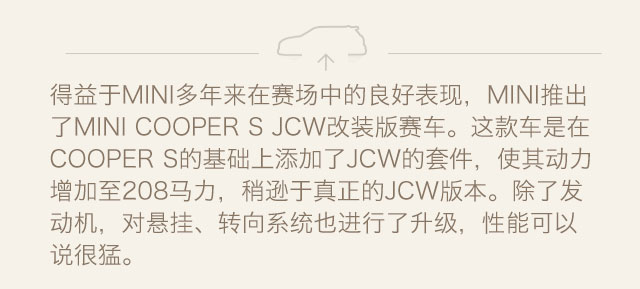 得益于MINI多年来在赛场中的良好表现，MINI推出
了MINI COOPER S JCW改装版赛车。这款车是在
COOPER S的基础上添加了JCW的套件，使其动力
增加至208马力，稍逊于真正的JCW版本。除了发
动机，对悬挂、转向系统也进行了升级，性能可以
说很猛。